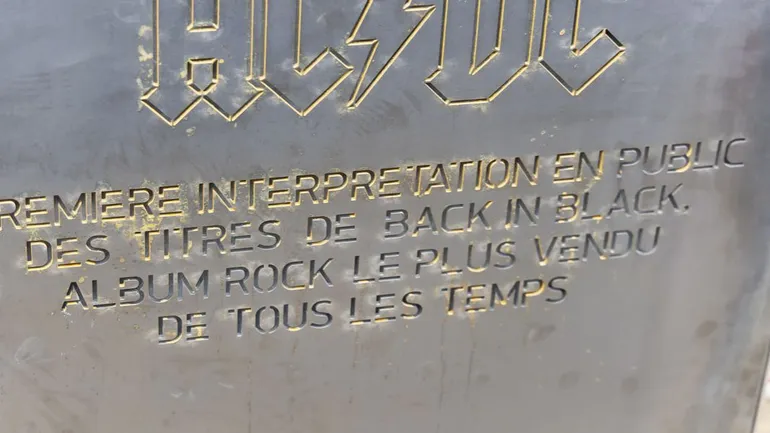 AC⚡DC
PREMIERE INTERPRETATION EN PUBLIC
DES TITRES DE BACK IN BLACK.
ALBUM ROCK LE PLUS VENDU
DE TOUS LES TEMPS